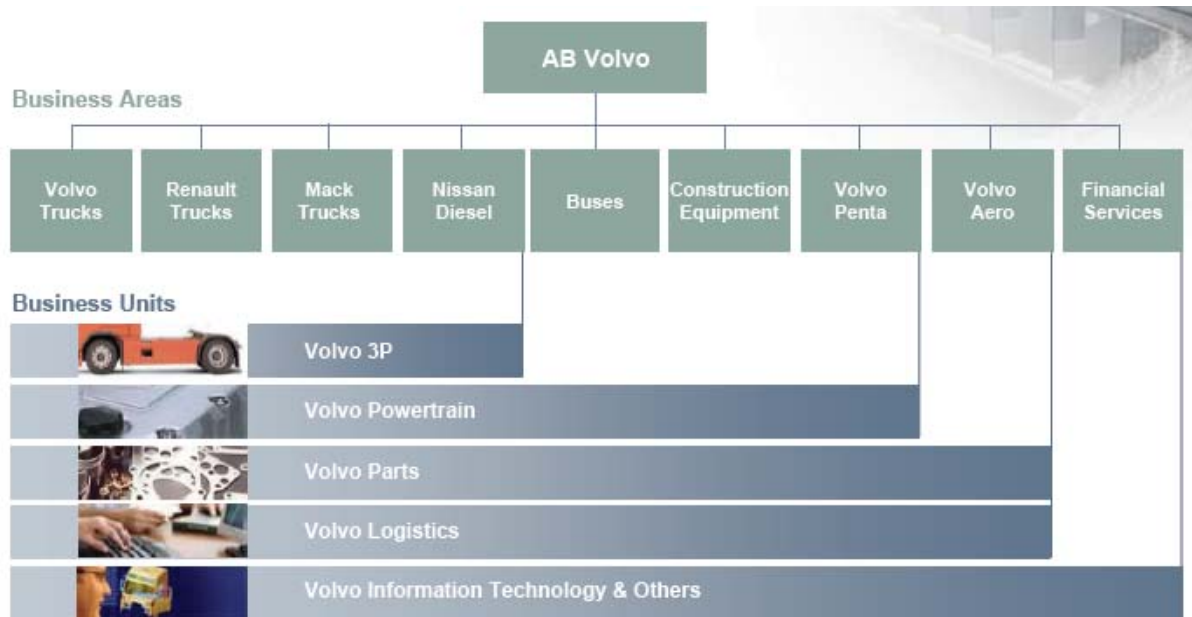 AB Volvo
Business Areas
Volvo
Trucks
Renault
Trucks
Mack
Trucks
Nissan
Diesel
Buses
Construction
Equipment
Volvo
Penta
Volvo
Aero
Financial
Services
Business Units
Volvo 3P
Volvo Powertrain
Volvo Parts
Volvo Logistics
Volvo Information Technology & Others